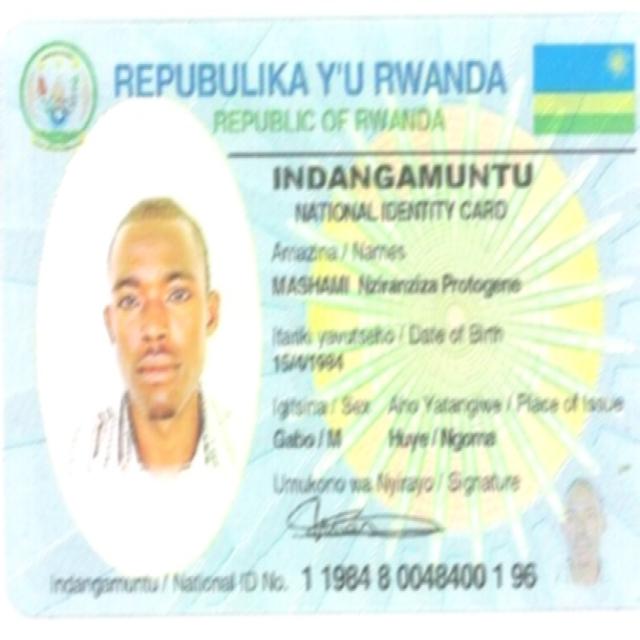 REPUBULIKA Y'U RWANDA
REPUBLIC OF RWANDA
INDANGAMUNTU
NATIONAL IDENTITY CARD
Amazina / Names
MASHAMI Nziranziza Protogene
Itariki yavutseho / Date of Birth
15/4/1984
Igitsina / Sex Aho Yatangiwe / Place of Issue
Gabo / M Huye / Ngoma
Umukono wa Nyirayo / Signature
Indangamuntu / National ID No. 1 1984 8 0048400 1 96